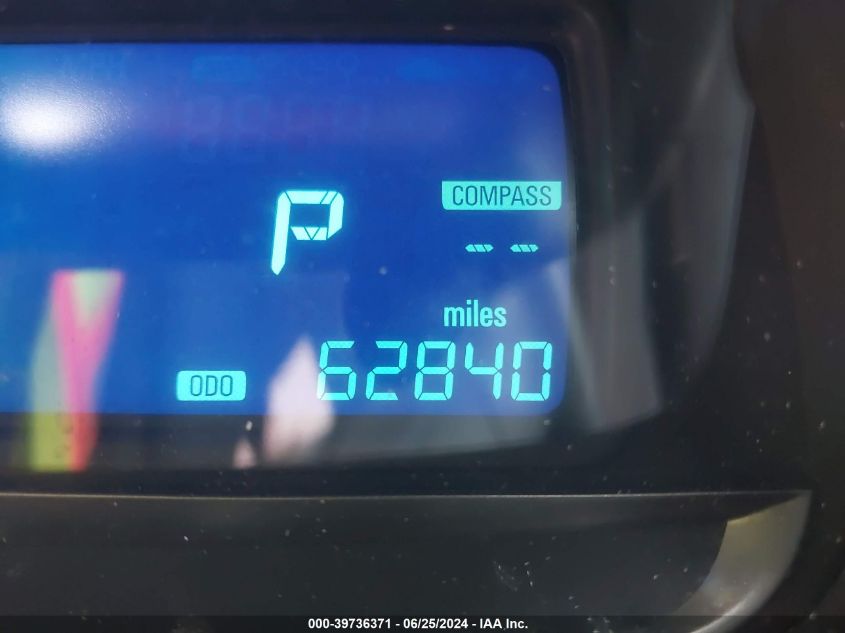 P
COMPASS
-- --
miles
ODO 62840
000-39736371 - 06/25/2024 - IAA Inc.